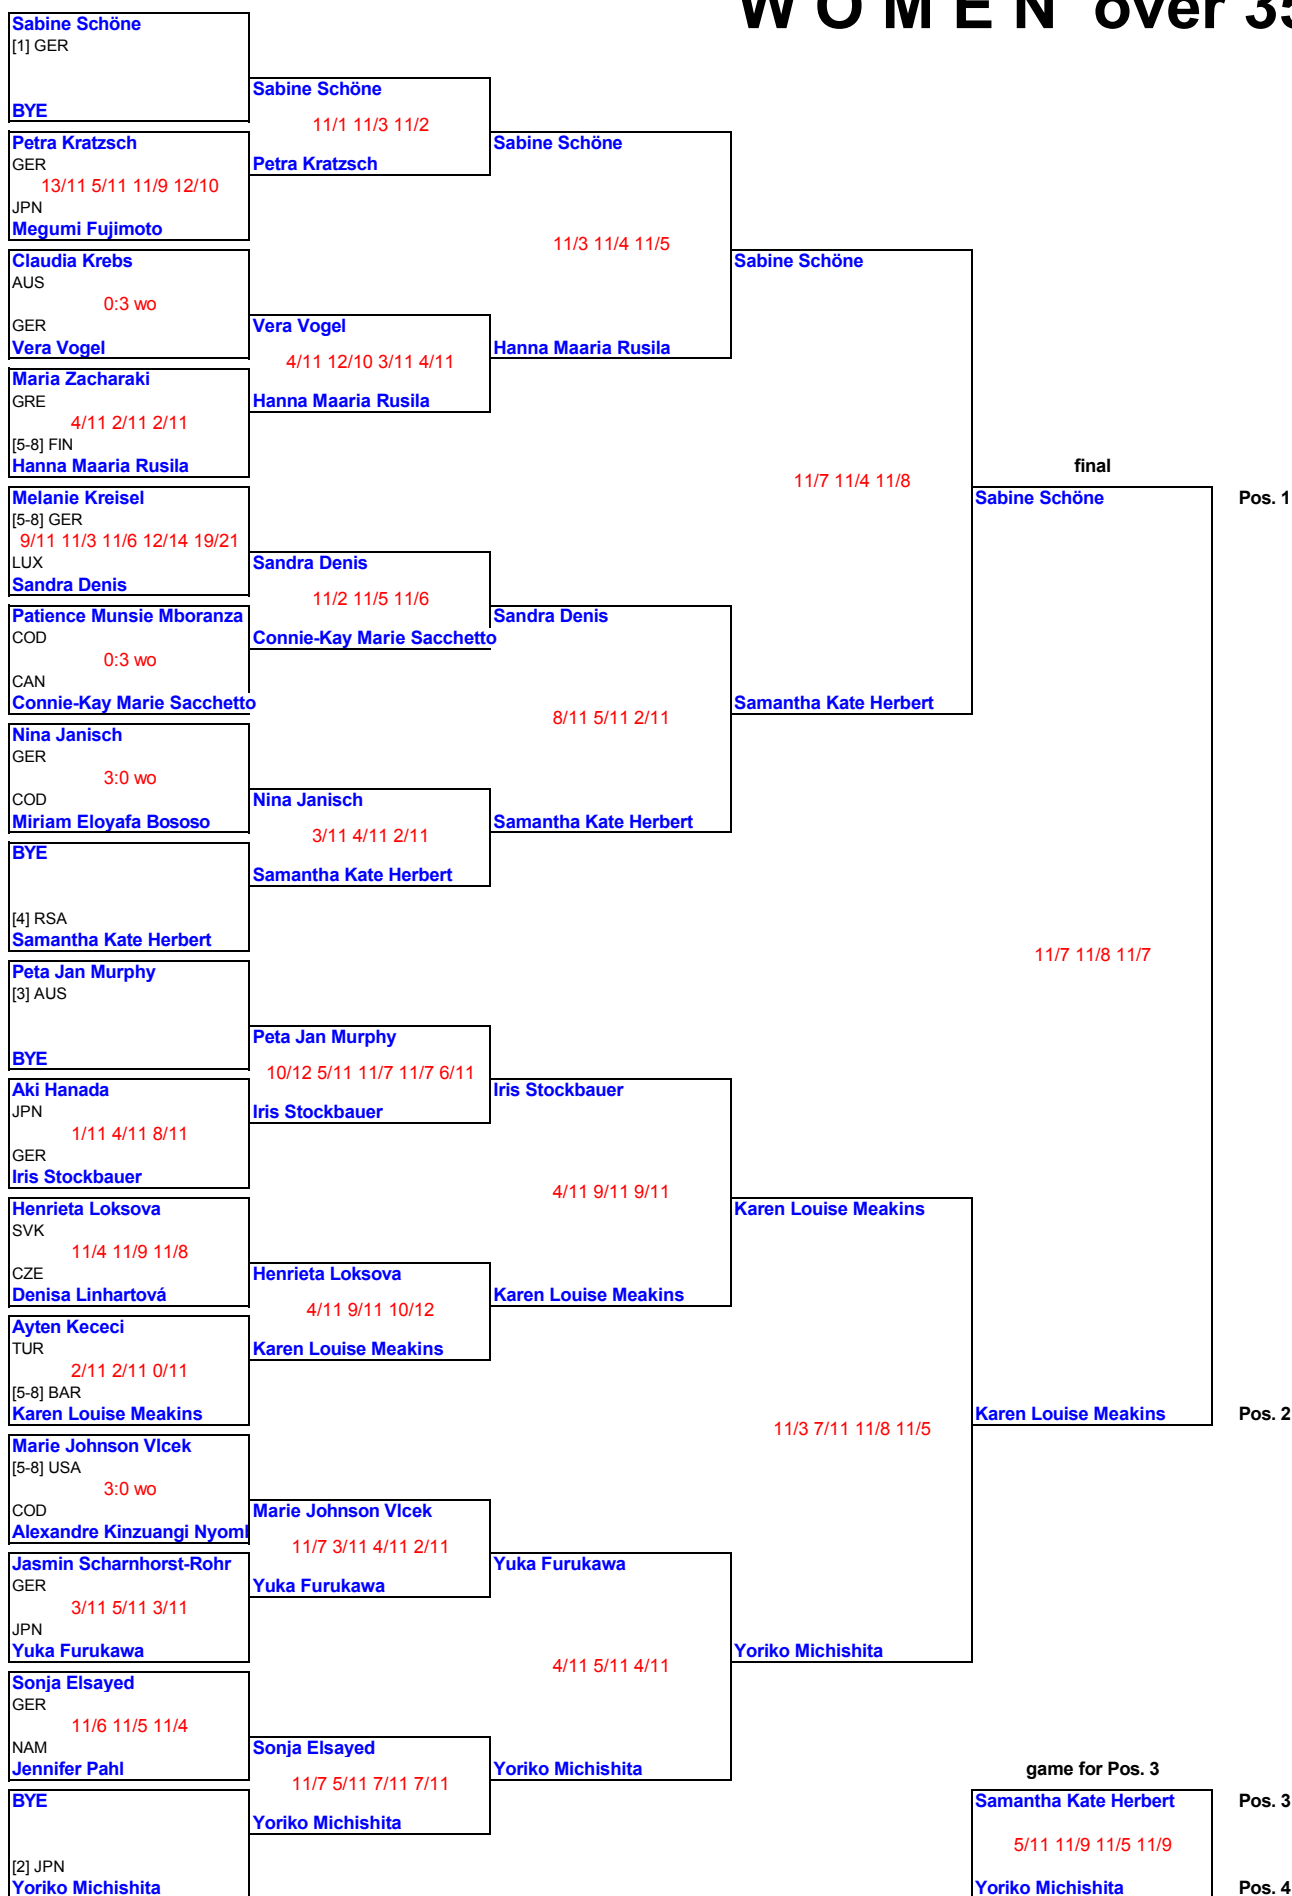 W O M E N over 35
Sabine Schöne
[1] GER
BYE
Petra Kratzsch
GER
13/11 5/11 11/9 12/10
JPN
Megumi Fujimoto
Claudia Krebs
AUS
0:3 wo
GER
Vera Vogel
Maria Zacharaki
GRE
4/11 2/11 2/11
[5-8] FIN
Hanna Maaria Rusila
Melanie Kreisel
[5-8] GER
9/11 11/3 11/6 12/14 19/21
LUX
Sandra Denis
Patience Munsie Mboranza
COD
0:3 wo
CAN
Connie-Kay Marie Sacchetto
Nina Janisch
GER
3:0 wo
COD
Miriam Eloyafa Bososo
BYE
[4] RSA
Samantha Kate Herbert
Peta Jan Murphy
[3] AUS
BYE
Aki Hanada
JPN
1/11 4/11 8/11
GER
Iris Stockbauer
Henrieta Loksova
SVK
11/4 11/9 11/8
CZE
Denisa Linhartová
Ayten Kececi
TUR
2/11 2/11 0/11
[5-8] BAR
Karen Louise Meakins
Marie Johnson Vlcek
[5-8] USA
3:0 wo
COD
Alexandre Kinzuangi
Jasmin Scharnhorst-Rohr
GER
3/11 5/11 3/11
JPN
Yuka Furukawa
Sonja Elsayed
GER
11/6 11/5 11/4
NAM
Jennifer Pahl
BYE
[2] JPN
Yoriko Michishita
Sabine Schöne
11/1 11/3 11/2
Petra Kratzsch
Vera Vogel
4/11 12/10 3/11 4/11
Hanna Maaria Rusila
Sandra Denis
11/2 11/5 11/6
Connie-Kay Marie Sacchetto
Nina Janisch
3/11 4/11 2/11
Samantha Kate Herbert
Peta Jan Murphy
10/12 5/11 11/7 11/7 6/11
Iris Stockbauer
Henrieta Loksova
4/11 9/11 10/12
Karen Louise Meakins
Marie Johnson Vlcek
11/7 3/11 4/11 2/11
Yuka Furukawa
Sonja Elsayed
11/7 5/11 7/11 7/11
Yoriko Michishita
Sabine Schöne
11/3 11/4 11/5
Hanna Maaria Rusila
Sandra Denis
8/11 5/11 2/11
Samantha Kate Herbert
Iris Stockbauer
4/11 9/11 9/11
Karen Louise Meakins
Yuka Furukawa
4/11 5/11 4/11
Yoriko Michishita
Sabine Schöne
11/7 11/4 11/8
Samantha Kate Herbert
Karen Louise Meakins
11/3 7/11 11/8 11/5
Yoriko Michishita
final
Sabine Schöne Pos. 1
11/7 11/8 11/7
Karen Louise Meakins Pos. 2
game for Pos. 3
Samantha Kate Herbert Pos. 3
5/11 11/9 11/5 11/9
Yoriko Michishita Pos. 4